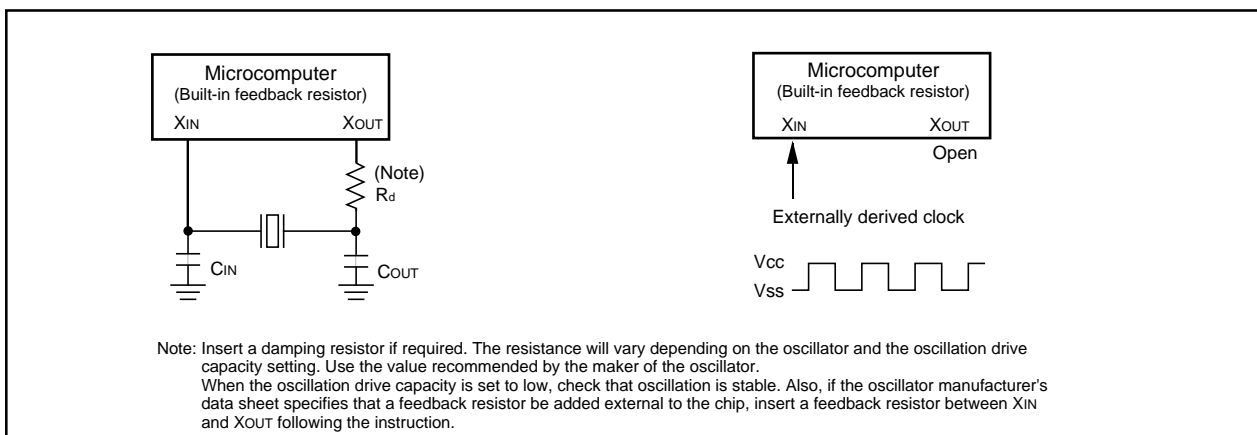 Microcomputer
(Built-in feedback resistor)
XIN XOUT
(Note)
Rd
CIN
COUT
Microcomputer
(Built-in feedback resistor)
XIN XOUT
Open
Externally derived clock
Vcc
Vss
Note: Insert a damping resistor if required. The resistance will vary depending on the oscillator and the oscillation drive
capacity setting. Use the value recommended by the maker of the oscillator.
When the oscillation drive capacity is set to low, check that oscillation is stable. Also, if the oscillator manufacturer's
data sheet specifies that a feedback resistor be added external to the chip, insert a feedback resistor between XIN
and XOUT following the instruction.